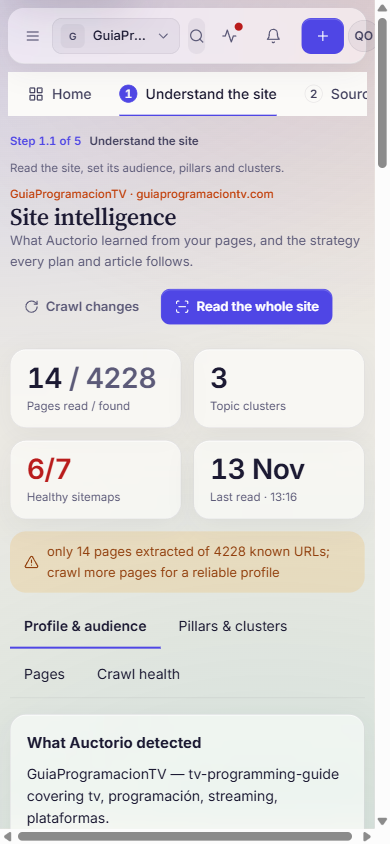 G GuiaPr... + QO
Home 1 Understand the site 2 Sourc
Step 1.1 of 5 Understand the site
Read the site, set its audience, pillars and clusters.
GuiaProgramacionTV · guiaprogramaciontv.com
Site intelligence
What Auctorio learned from your pages, and the strategy
every plan and article follows.
Crawl changes Read the whole site
14 / 4228
Pages read / found
3
Topic clusters
6/7
Healthy sitemaps
13 Nov
Last read · 13:16
only 14 pages extracted of 4228 known URLs;
crawl more pages for a reliable profile
Profile & audience Pillars & clusters
Pages Crawl health
What Auctorio detected
GuiaProgramacionTV — tv-programming-guide
covering tv, programación, streaming,
plataformas.